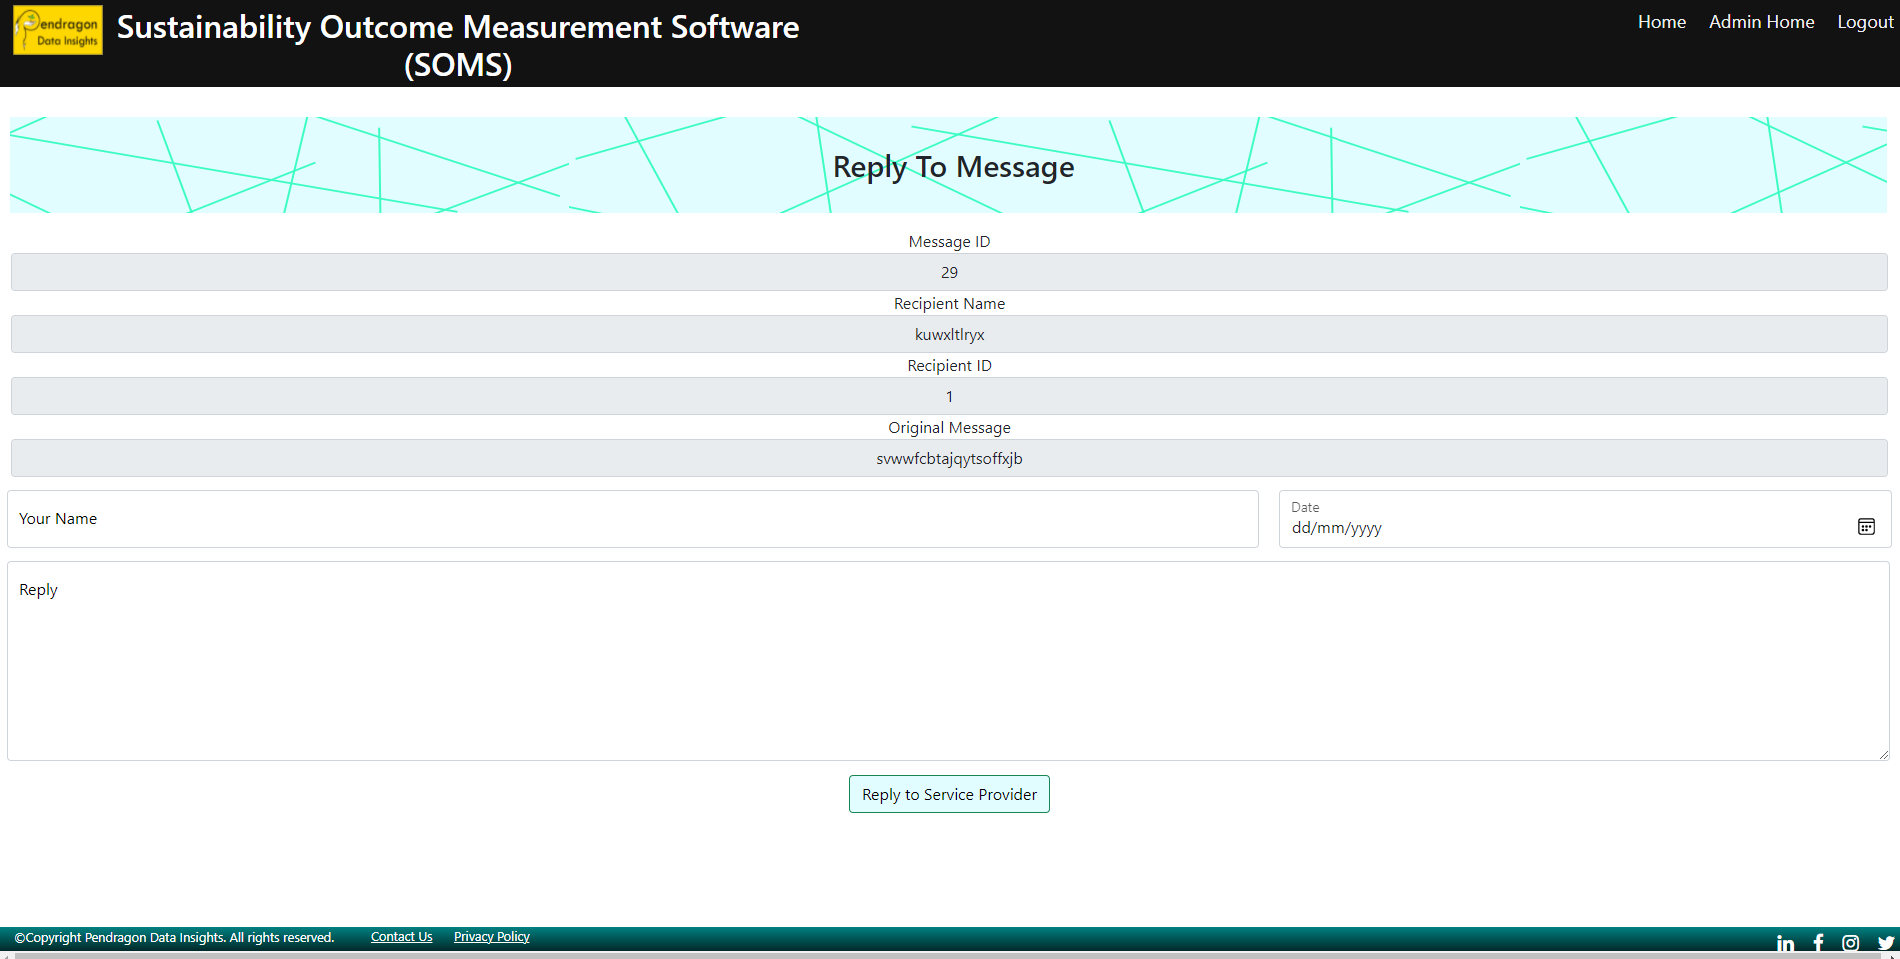 Pendragon
Data Insights
Sustainability Outcome Measurement Software
(SOMS)
Home Admin Home Logout
Reply To Message
Message ID
29
Recipient Name
kuwxltlryx
Recipient ID
1
Original Message
svwwfcbtajqytsoffxjb
Your Name
Date
dd/mm/yyyy
Reply
Reply to Service Provider
©Copyright Pendragon Data Insights. All rights reserved. Contact Us Privacy Policy